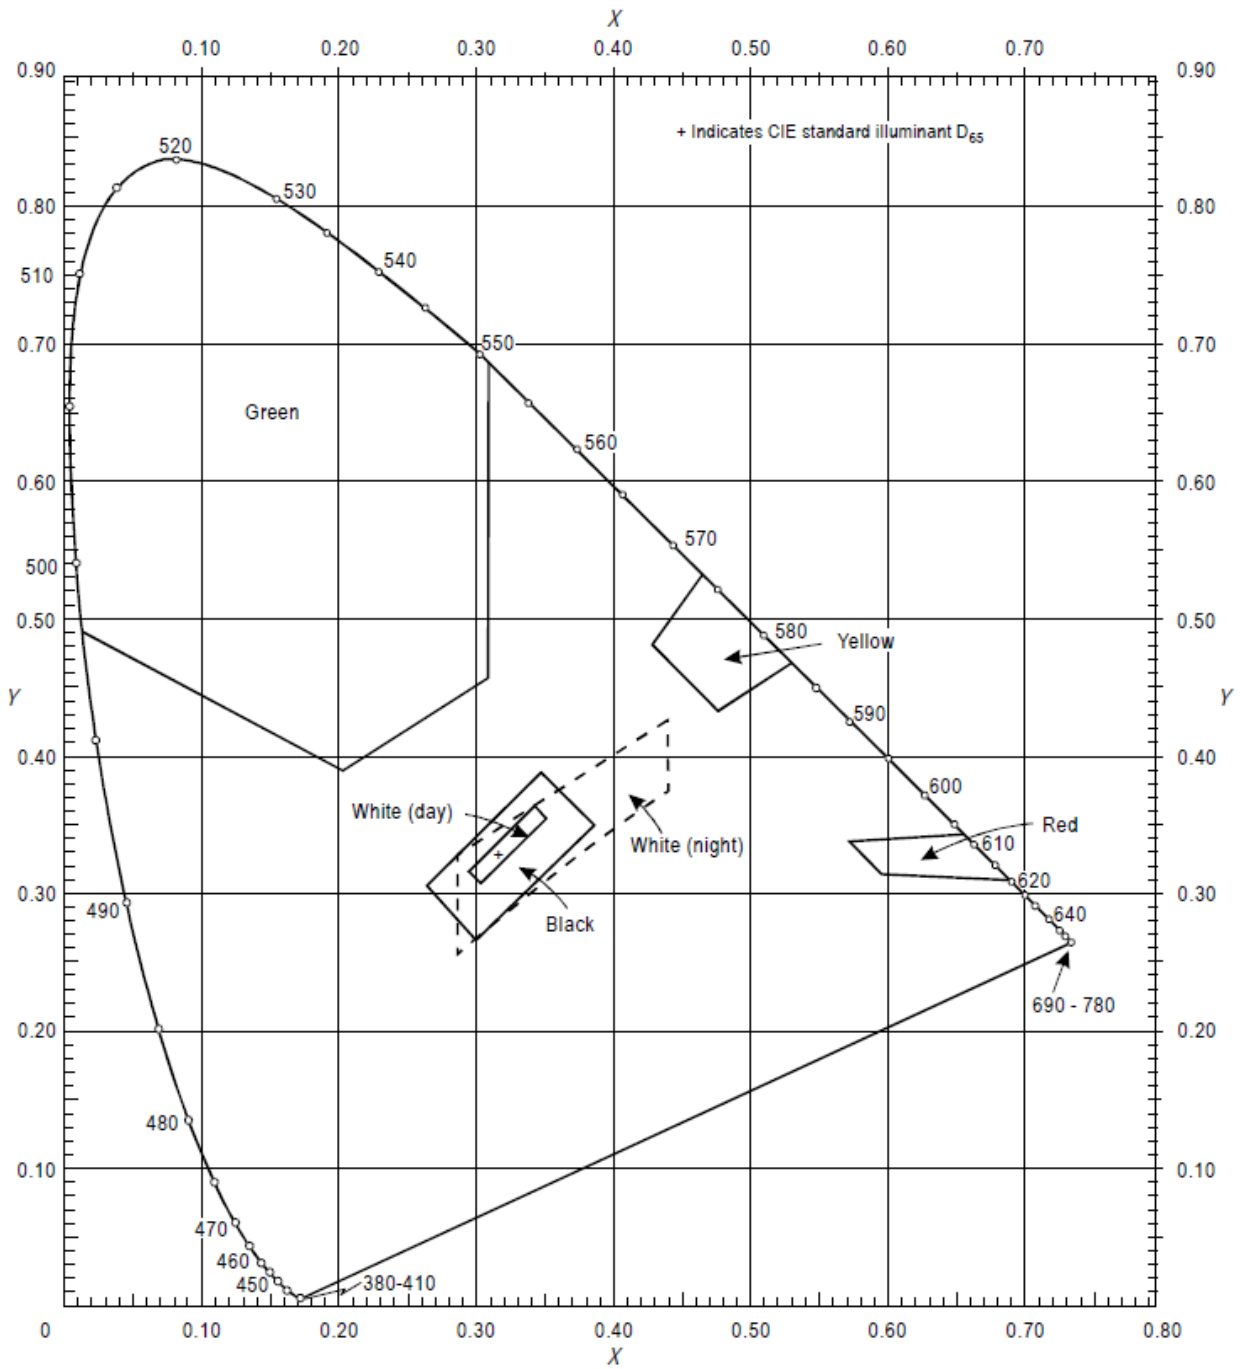 X
0.10 0.20 0.30 0.40 0.50 0.60 0.70
0.90 0.90
+ Indicates CIE standard illuminant D65
520
530
0.80 0.80
540
510
550
0.70 0.70
Green
560
0.60 0.60
570
500
0.50 0.50
580
Yellow
Y Y
590
0.40 0.40
600
White (day)
Red
White (night)
610
620
0.30 0.30
490
640
Black
690 - 780
0.20 0.20
480
0.10 0.10
470
460
450
380-410
0 0.10 0.20 0.30 0.40 0.50 0.60 0.70 0.80
X